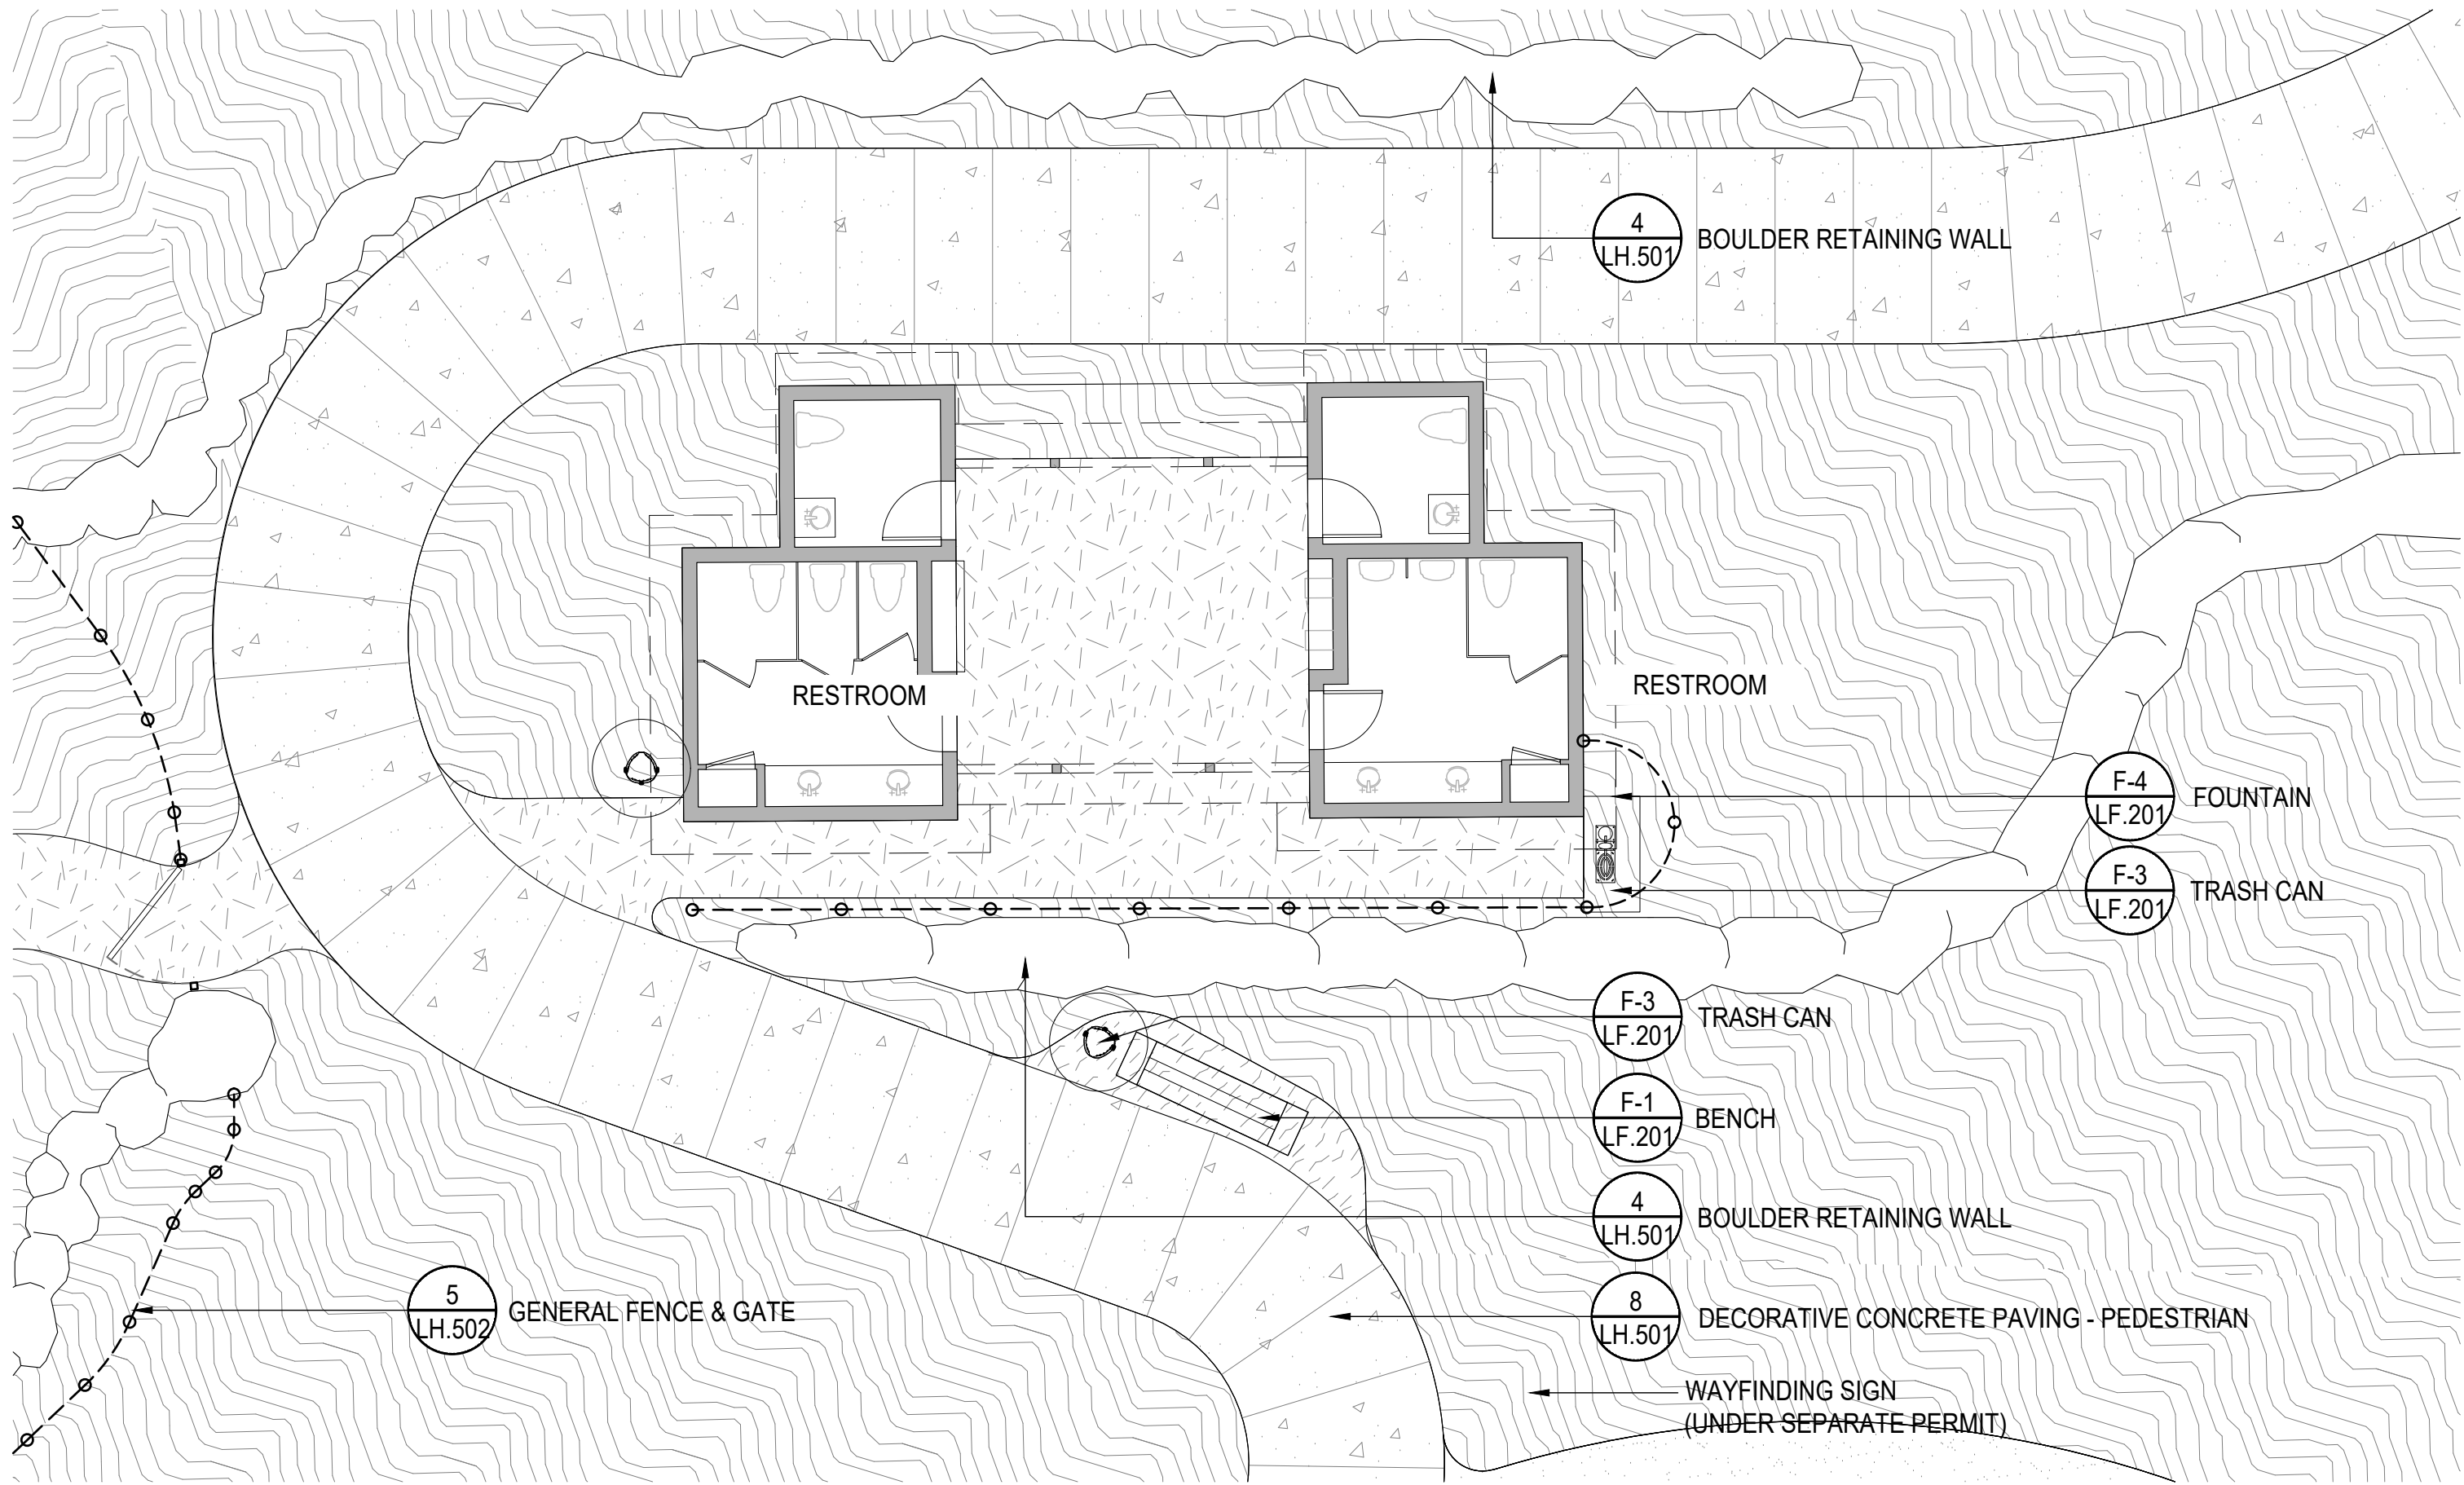 4
LH.501
BOULDER RETAINING WALL
RESTROOM
RESTROOM
F-4
LF.201
FOUNTAIN
F-3
LF.201
TRASH CAN
F-3
LF.201
TRASH CAN
F-1
LF.201
BENCH
4
LH.501
BOULDER RETAINING WALL
8
LH.501
DECORATIVE CONCRETE PAVING - PEDESTRIAN
5
LH.502
GENERAL FENCE & GATE
WAYFINDING SIGN
(UNDER SEPARATE PERMIT)